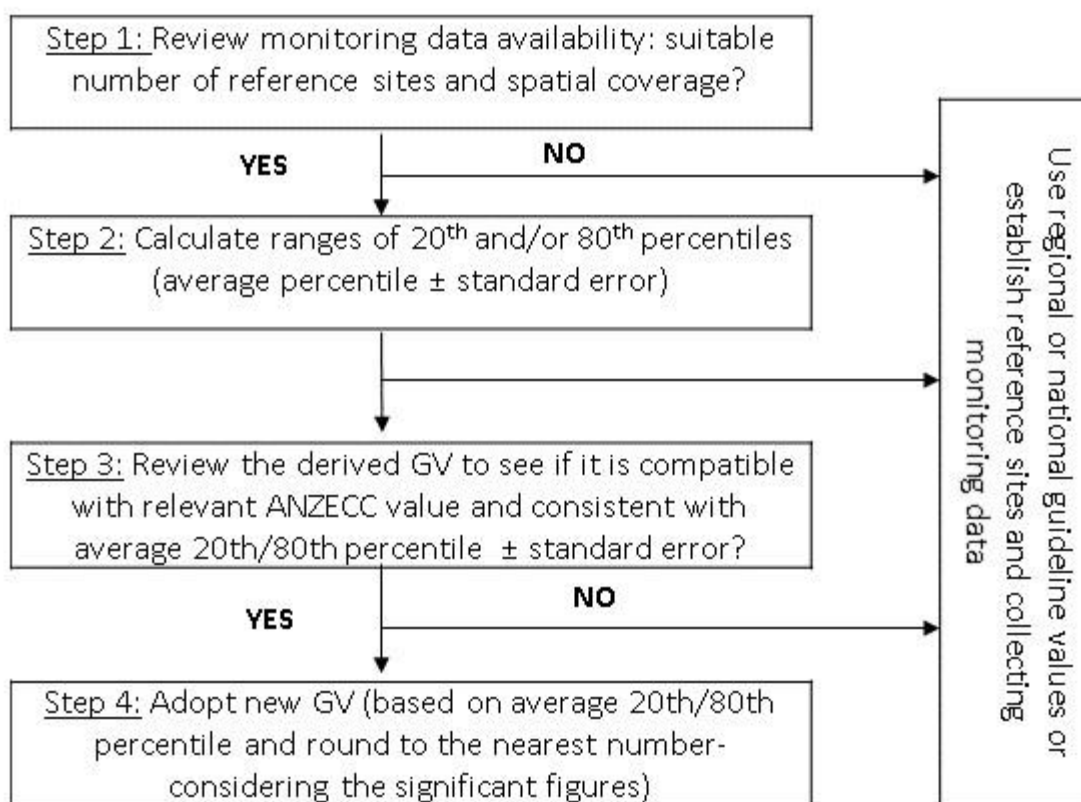 Step 1: Review monitoring data availability: suitable
number of reference sites and spatial coverage?
YES
NO
Step 2: Calculate ranges of 20th and/or 80th percentiles
(average percentile ± standard error)
Step 3: Review the derived GV to see if it is compatible
with relevant ANZECC value and consistent with
average 20th/80th percentile ± standard error?
YES
NO
Step 4: Adopt new GV (based on average 20th/80th
percentile and round to the nearest number-
considering the significant figures)
Use regional or national guideline values or
establish reference sites and collecting
monitoring data